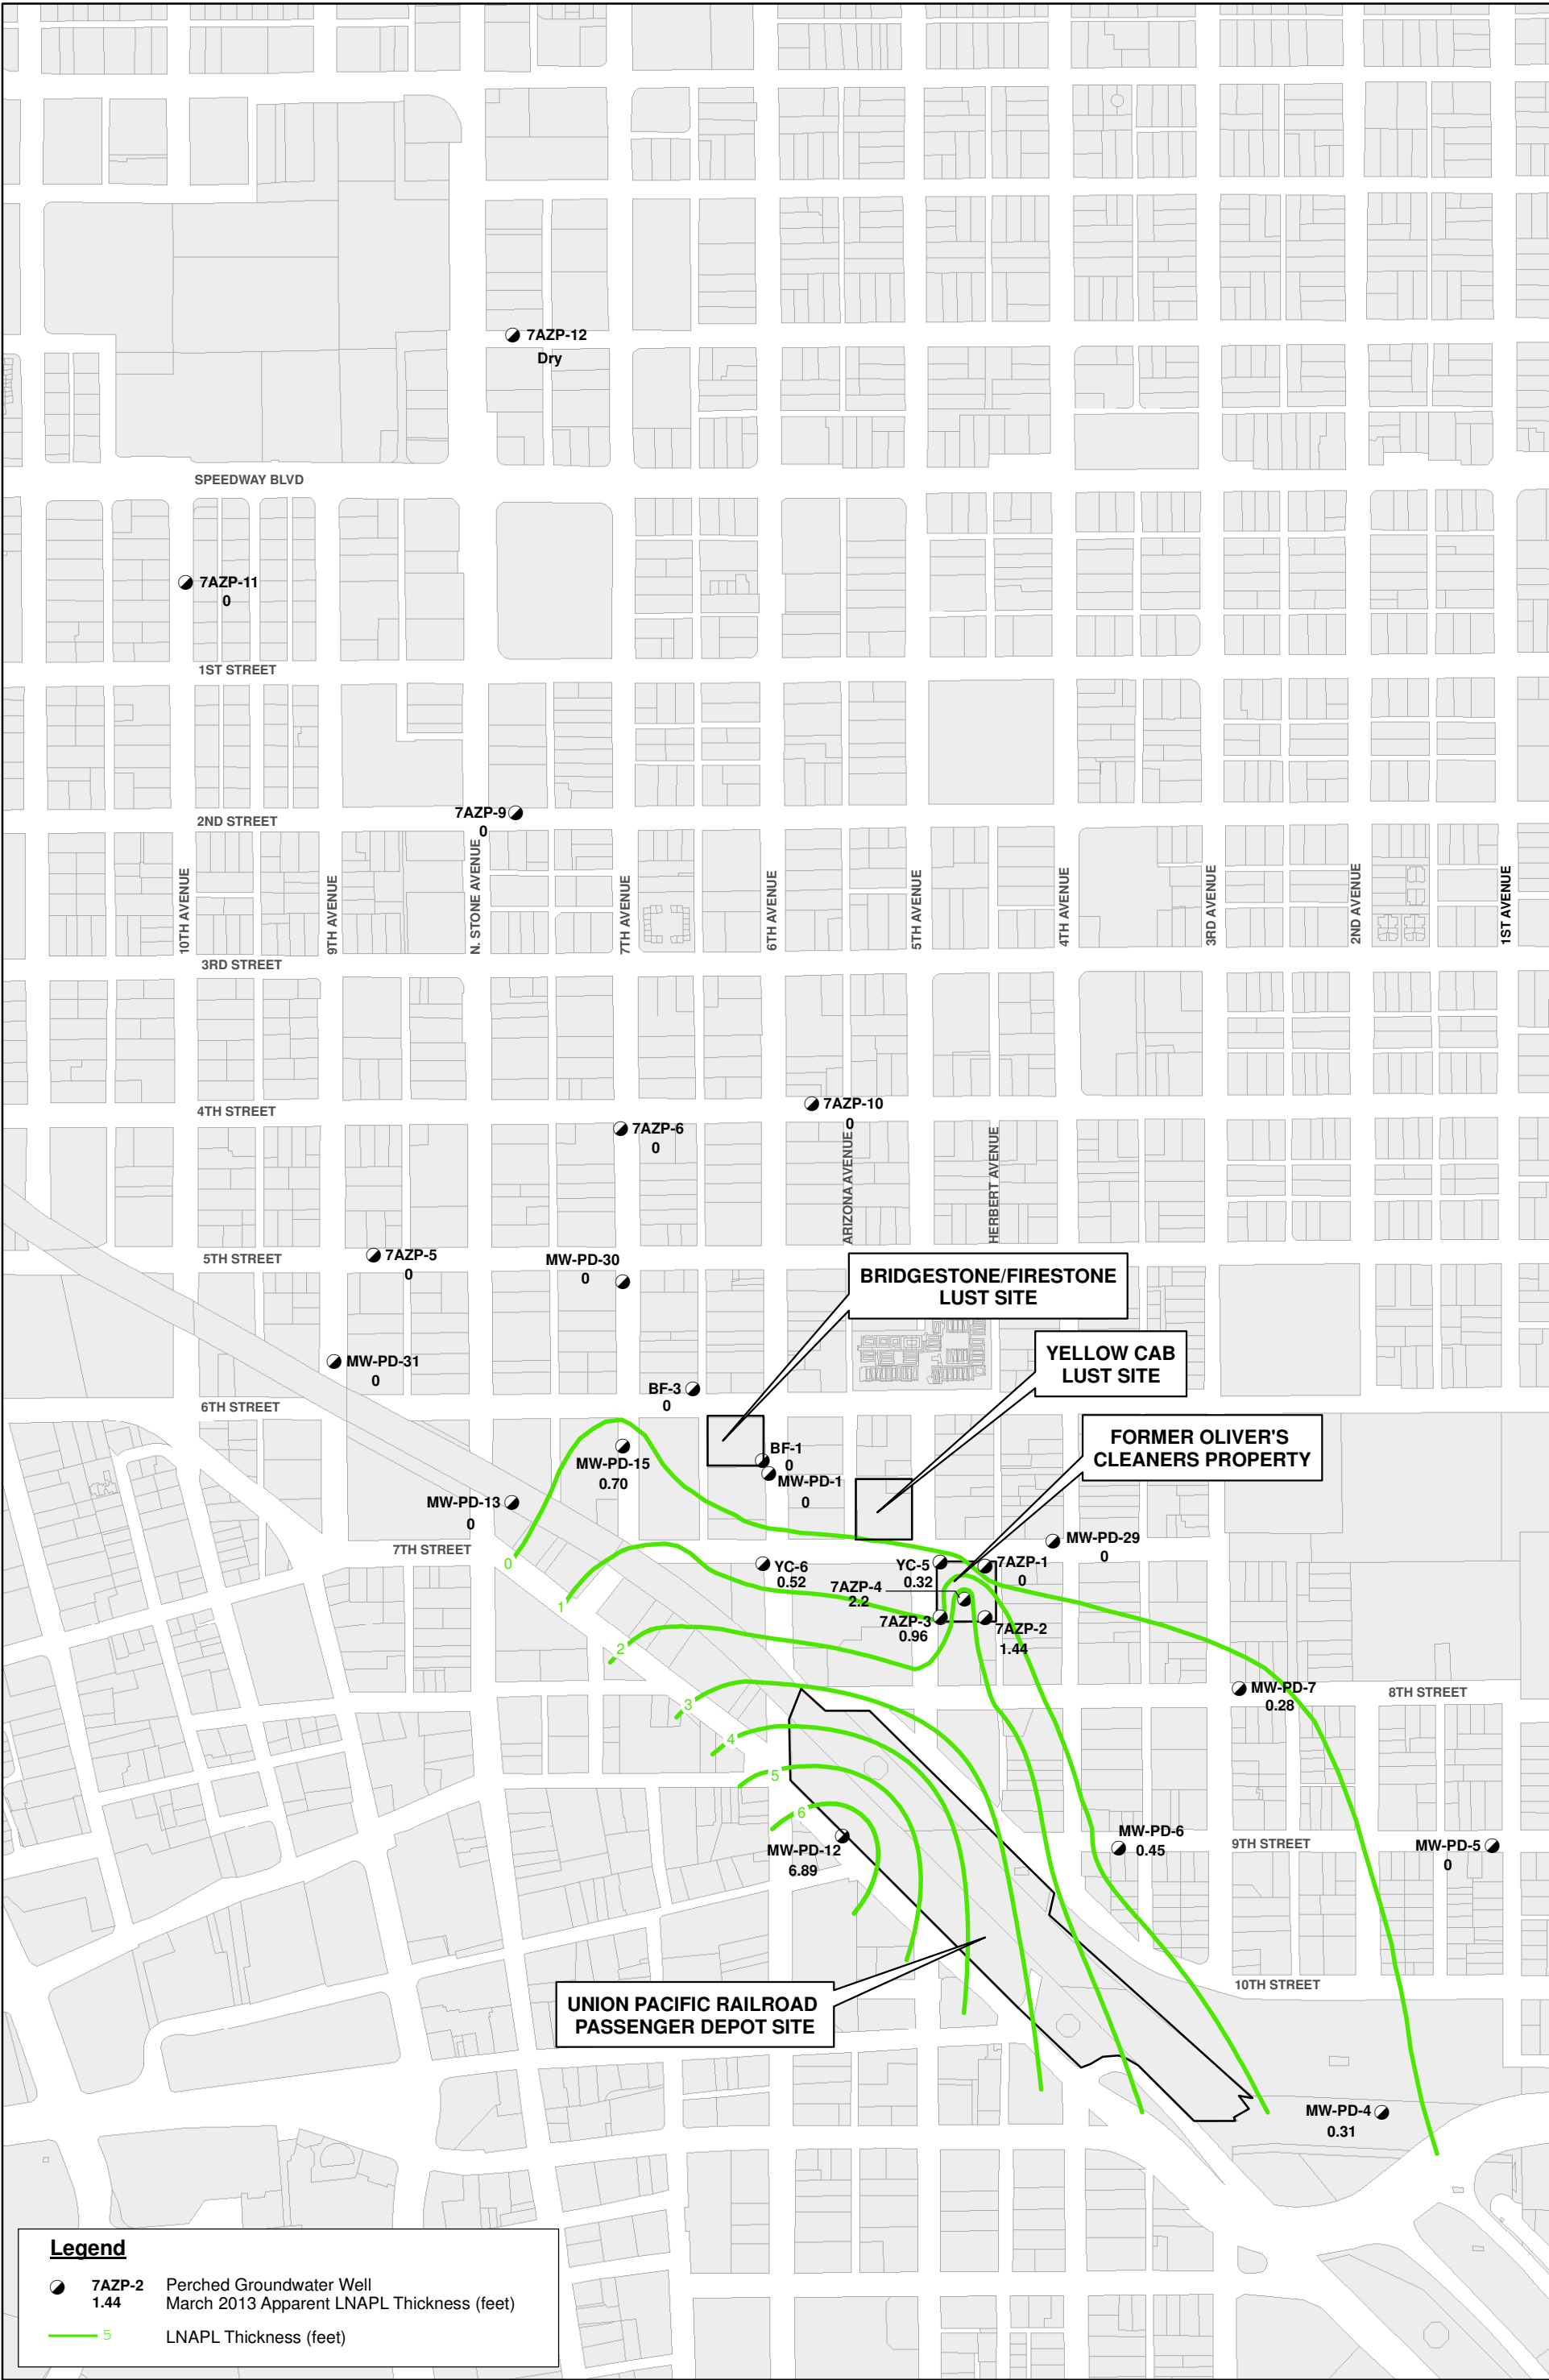 7AZP-12
Dry
SPEEDWAY BLVD
7AZP-11
0
1ST STREET
7AZP-9
0
2ND STREET
10TH AVENUE
9TH AVENUE
N. STONE AVENUE
7TH AVENUE
6TH AVENUE
5TH AVENUE
4TH AVENUE
3RD AVENUE
2ND AVENUE
1ST AVENUE
3RD STREET
4TH STREET
7AZP-10
0
7AZP-6
0
ARIZONA AVENUE
HERBERT AVENUE
5TH STREET
7AZP-5
0
MW-PD-30
0
BRIDGESTONE/FIRESTONE
LUST SITE
YELLOW CAB
LUST SITE
MW-PD-31
0
BF-3
0
6TH STREET
FORMER OLIVER'S
CLEANERS PROPERTY
MW-PD-15
0.70
BF-1
0
MW-PD-1
0
MW-PD-13
0
7TH STREET
MW-PD-29
0
0
YC-6
0.52
YC-5
0.32
7AZP-1
0
7AZP-4
2.2
7AZP-3
0.96
7AZP-2
1.44
1
2
3
4
5
6
MW-PD-7
0.28
8TH STREET
MW-PD-12
6.89
MW-PD-6
0.45
9TH STREET
MW-PD-5
0
10TH STREET
UNION PACIFIC RAILROAD
PASSENGER DEPOT SITE
MW-PD-4
0.31
Legend
7AZP-2 Perched Groundwater Well
1.44 March 2013 Apparent LNAPL Thickness (feet)
5 LNAPL Thickness (feet)